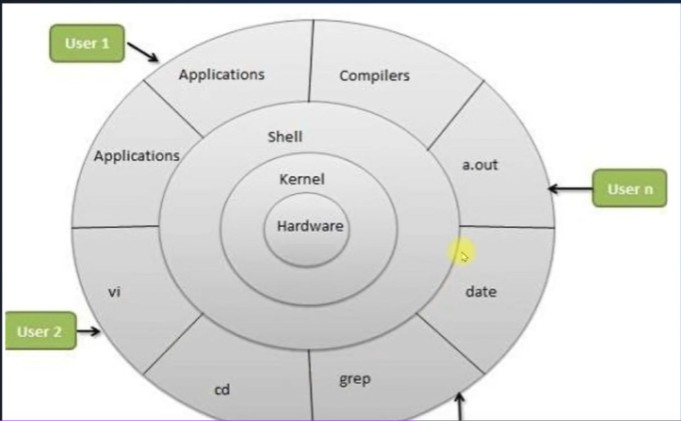 User 1
Applications
Compilers
Shell
Applications
a.out
Kernel
User n
Hardware
vi
date
User 2
grep
cd